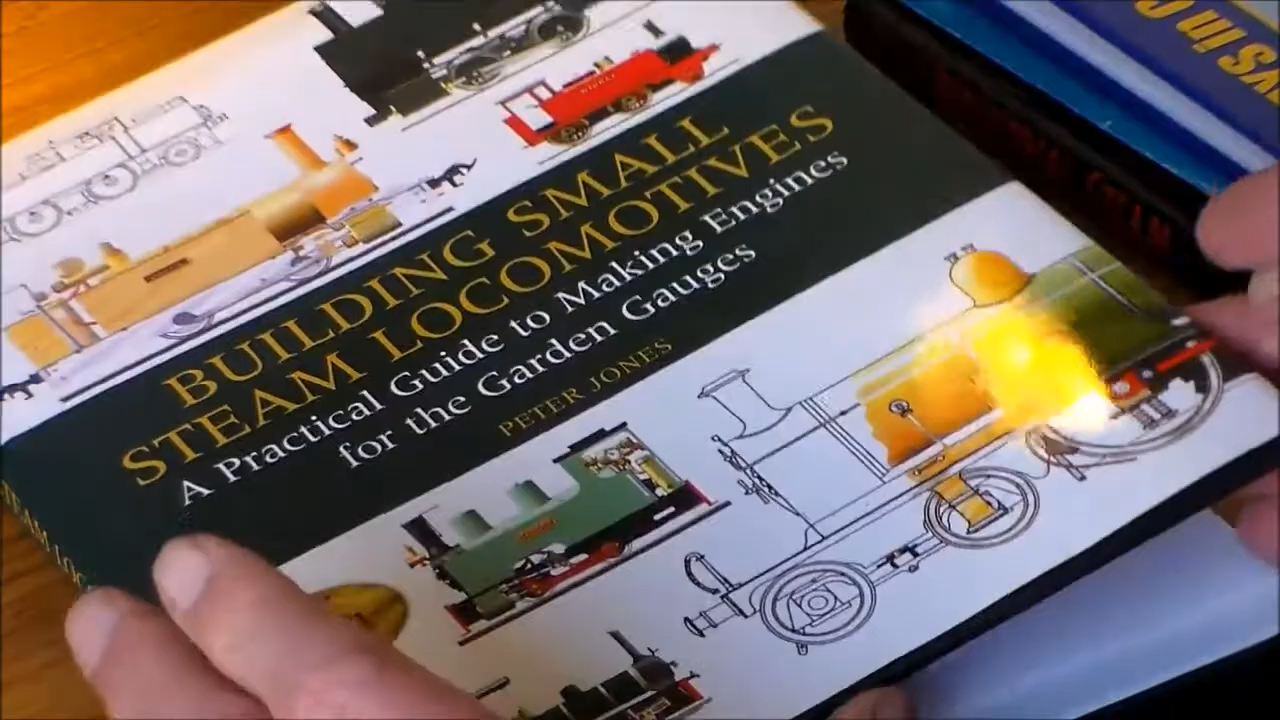 BUILDING SMALL
STEAM LOCOMOTIVES
A Practical Guide to Making Engines
for the Garden Gauges
PETER JONES